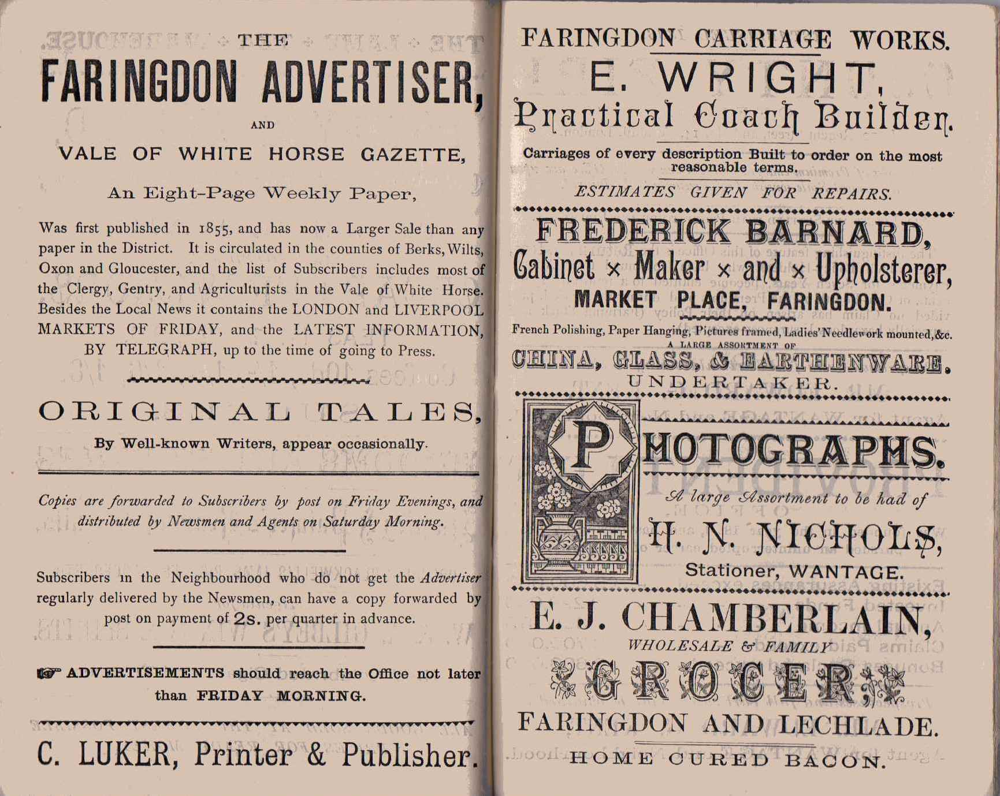 THE
FARINGDON ADVERTISER,
AND
VALE OF WHITE HORSE GAZETTE,
An Eight-Page Weekly Paper,
Was first published in 1855, and has now a Larger Sale than any
paper in the District. It is circulated in the counties of Berks, Wilts,
Oxon and Gloucester, and the list of Subscribers includes most of
the Clergy, Gentry, and Agriculturists in the Vale of White Horse.
Besides the Local News it contains the LONDON and LIVERPOOL
MARKETS OF FRIDAY, and the LATEST INFORMATION,
BY TELEGRAPH, up to the time of going to Press.
ORIGINAL TALES,
By Well-known Writers, appear occasionally.
Copies are forwarded to Subscribers by post on Friday Evenings, and
distributed by Newsmen and Agents on Saturday Morning.
Subscribers in the Neighbourhood who do not get the Advertiser
regularly delivered by the Newsmen, can have a copy forwarded by
post on payment of 2s. per quarter in advance.
☞ ADVERTISEMENTS should reach the Office not later
than FRIDAY MORNING.
C. LUKER, Printer & Publisher.
FARINGDON CARRIAGE WORKS.
E. WRIGHT,
Practical Coach Builder.
Carriages of every description Built to order on the most
reasonable terms.
ESTIMATES GIVEN FOR REPAIRS.
FREDERICK BARNARD,
Cabinet × Maker × and × Upholsterer,
MARKET PLACE, FARINGDON.
French Polishing, Paper Hanging, Pictures framed, Ladies' Needlework mounted, &c.
A LARGE ASSORTMENT OF
CHINA, GLASS, & EARTHENWARE.
UNDERTAKER.
PHOTOGRAPHS.
A large Assortment to be had of
H. N. NICHOLS,
Stationer, WANTAGE.
E. J. CHAMBERLAIN,
WHOLESALE & FAMILY
GROCER,
FARINGDON AND LECHLADE.
HOME CURED BACON.